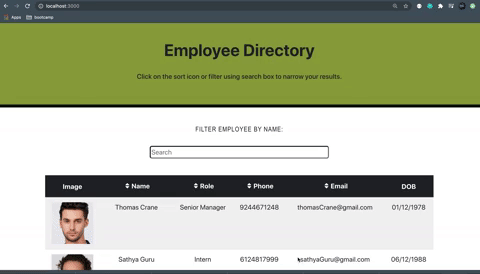 localhost:3000
Apps bootcamp
Employee Directory
Click on the sort icon or filter using search box to narrow your results.
FILTER EMPLOYEE BY NAME:
Search
Image Name Role Phone Email DOB
Thomas Crane Senior Manager 9244671248 thomasCrane@gmail.com 01/12/1978
Sathya Guru Intern 6124817999 sathyaGuru@gmail.com 06/12/1988